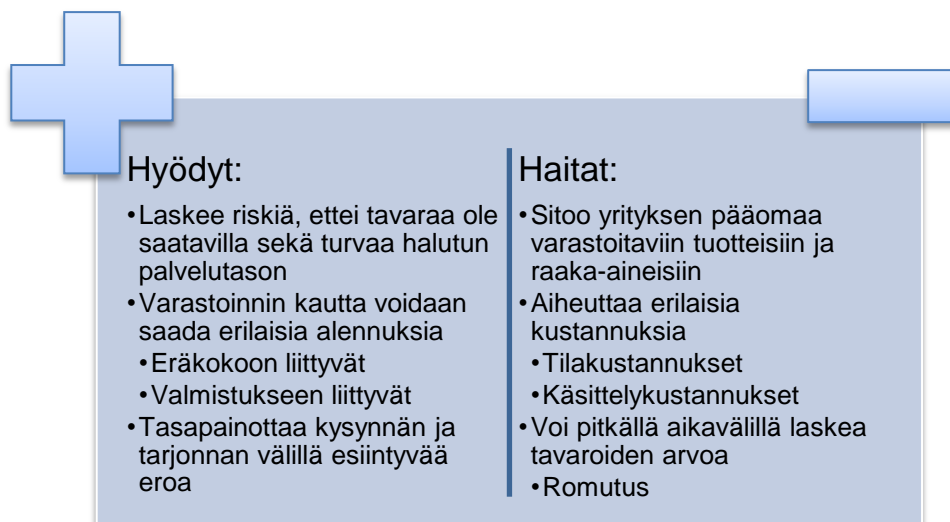 Hyödyt:
•Laskee riskiä, ettei tavaraa ole
saatavilla sekä turvaa halutun
palvelutason
•Varastoinnin kautta voidaan
saada erilaisia alennuksia
•Eräkokoon liittyvät
•Valmistukseen liittyvät
•Tasapainottaa kysynnän ja
tarjonnan välillä esiintyvää
eroa
Haitat:
•Sitoo yrityksen pääomaa
varastoitaviin tuotteisiin ja
raaka-aineisiin
•Aiheuttaa erilaisia
kustannuksia
•Tilakustannukset
•Käsittelykustannukset
•Voi pitkällä aikavälillä laskea
tavaroiden arvoa
•Romutus